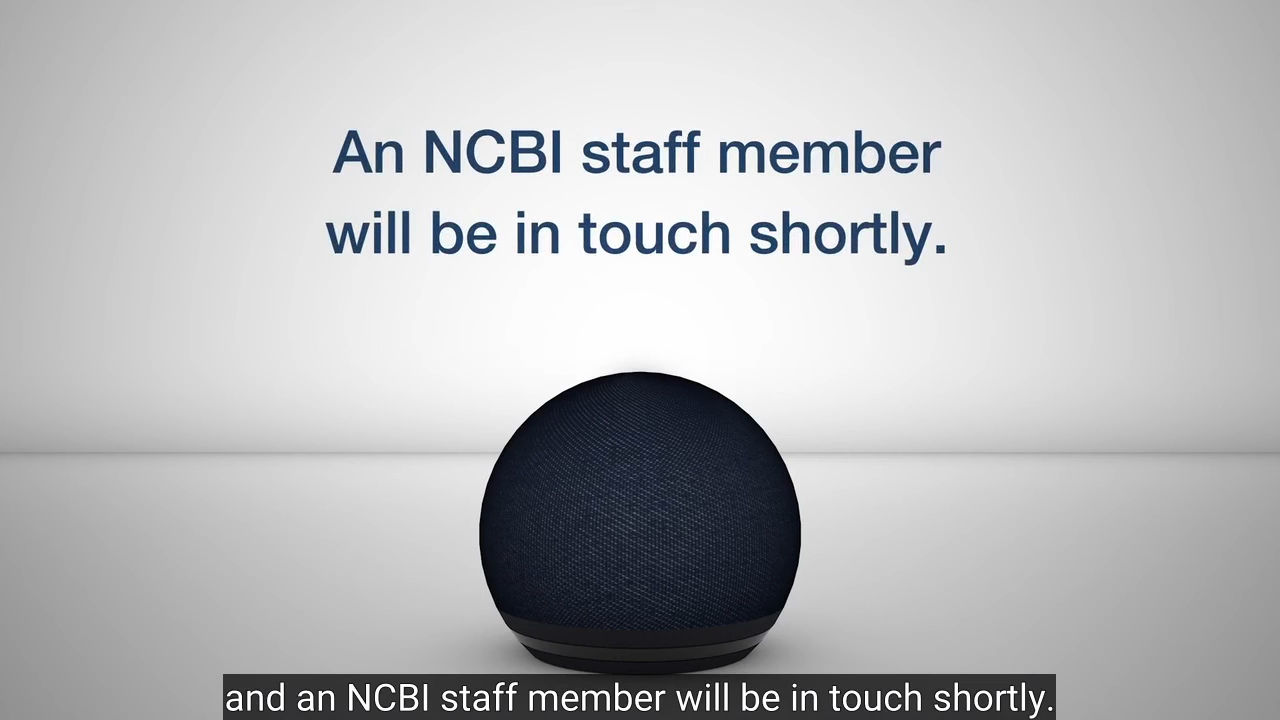 An NCBI staff member
will be in touch shortly.
and an NCBI staff member will be in touch shortly.